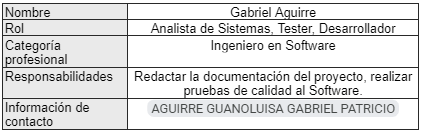 Nombre Gabriel Aguirre
Rol Analista de Sistemas, Tester, Desarrollador
Categoría profesional Ingeniero en Software
Responsabilidades Redactar la documentación del proyecto, realizar
pruebas de calidad al Software.
Información de contacto AGUIRRE GUANOLUISA GABRIEL PATRICIO